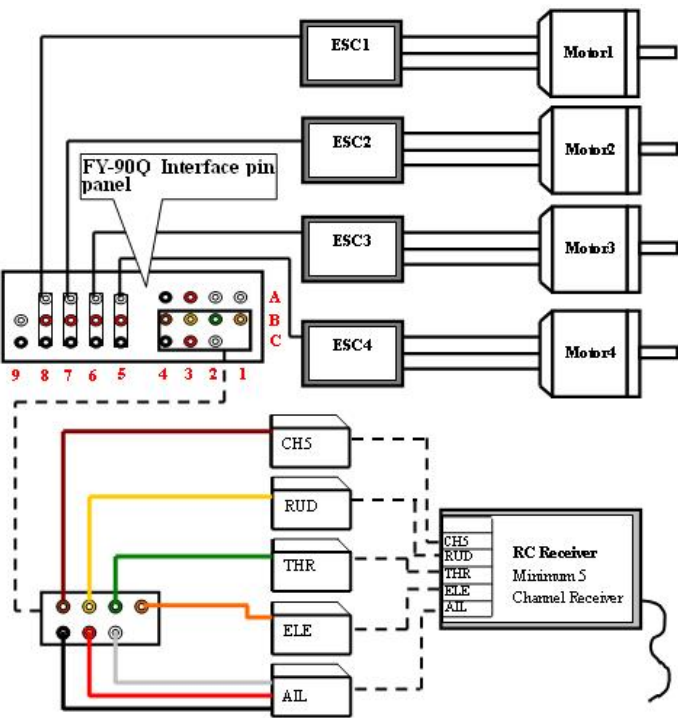 ESC1
Motor1
ESC2
Motor2
FY-90Q Interface pin
panel
ESC3
Motor3
A
B
C
ESC4
Motor4
9 8 7 6 5 4 3 2 1
CH5
RUD
THR
ELE
AIL
CH5
RUD
THR
ELE
AIL
RC Receiver
Minimum 5
Channel Receiver